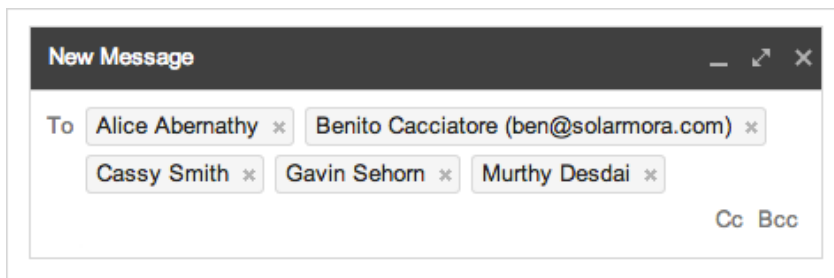 New Message
To Alice Abernathy × Benito Cacciatore (ben@solarmora.com) ×
Cassy Smith × Gavin Sehorn × Murthy Desdai ×
Cc Bcc